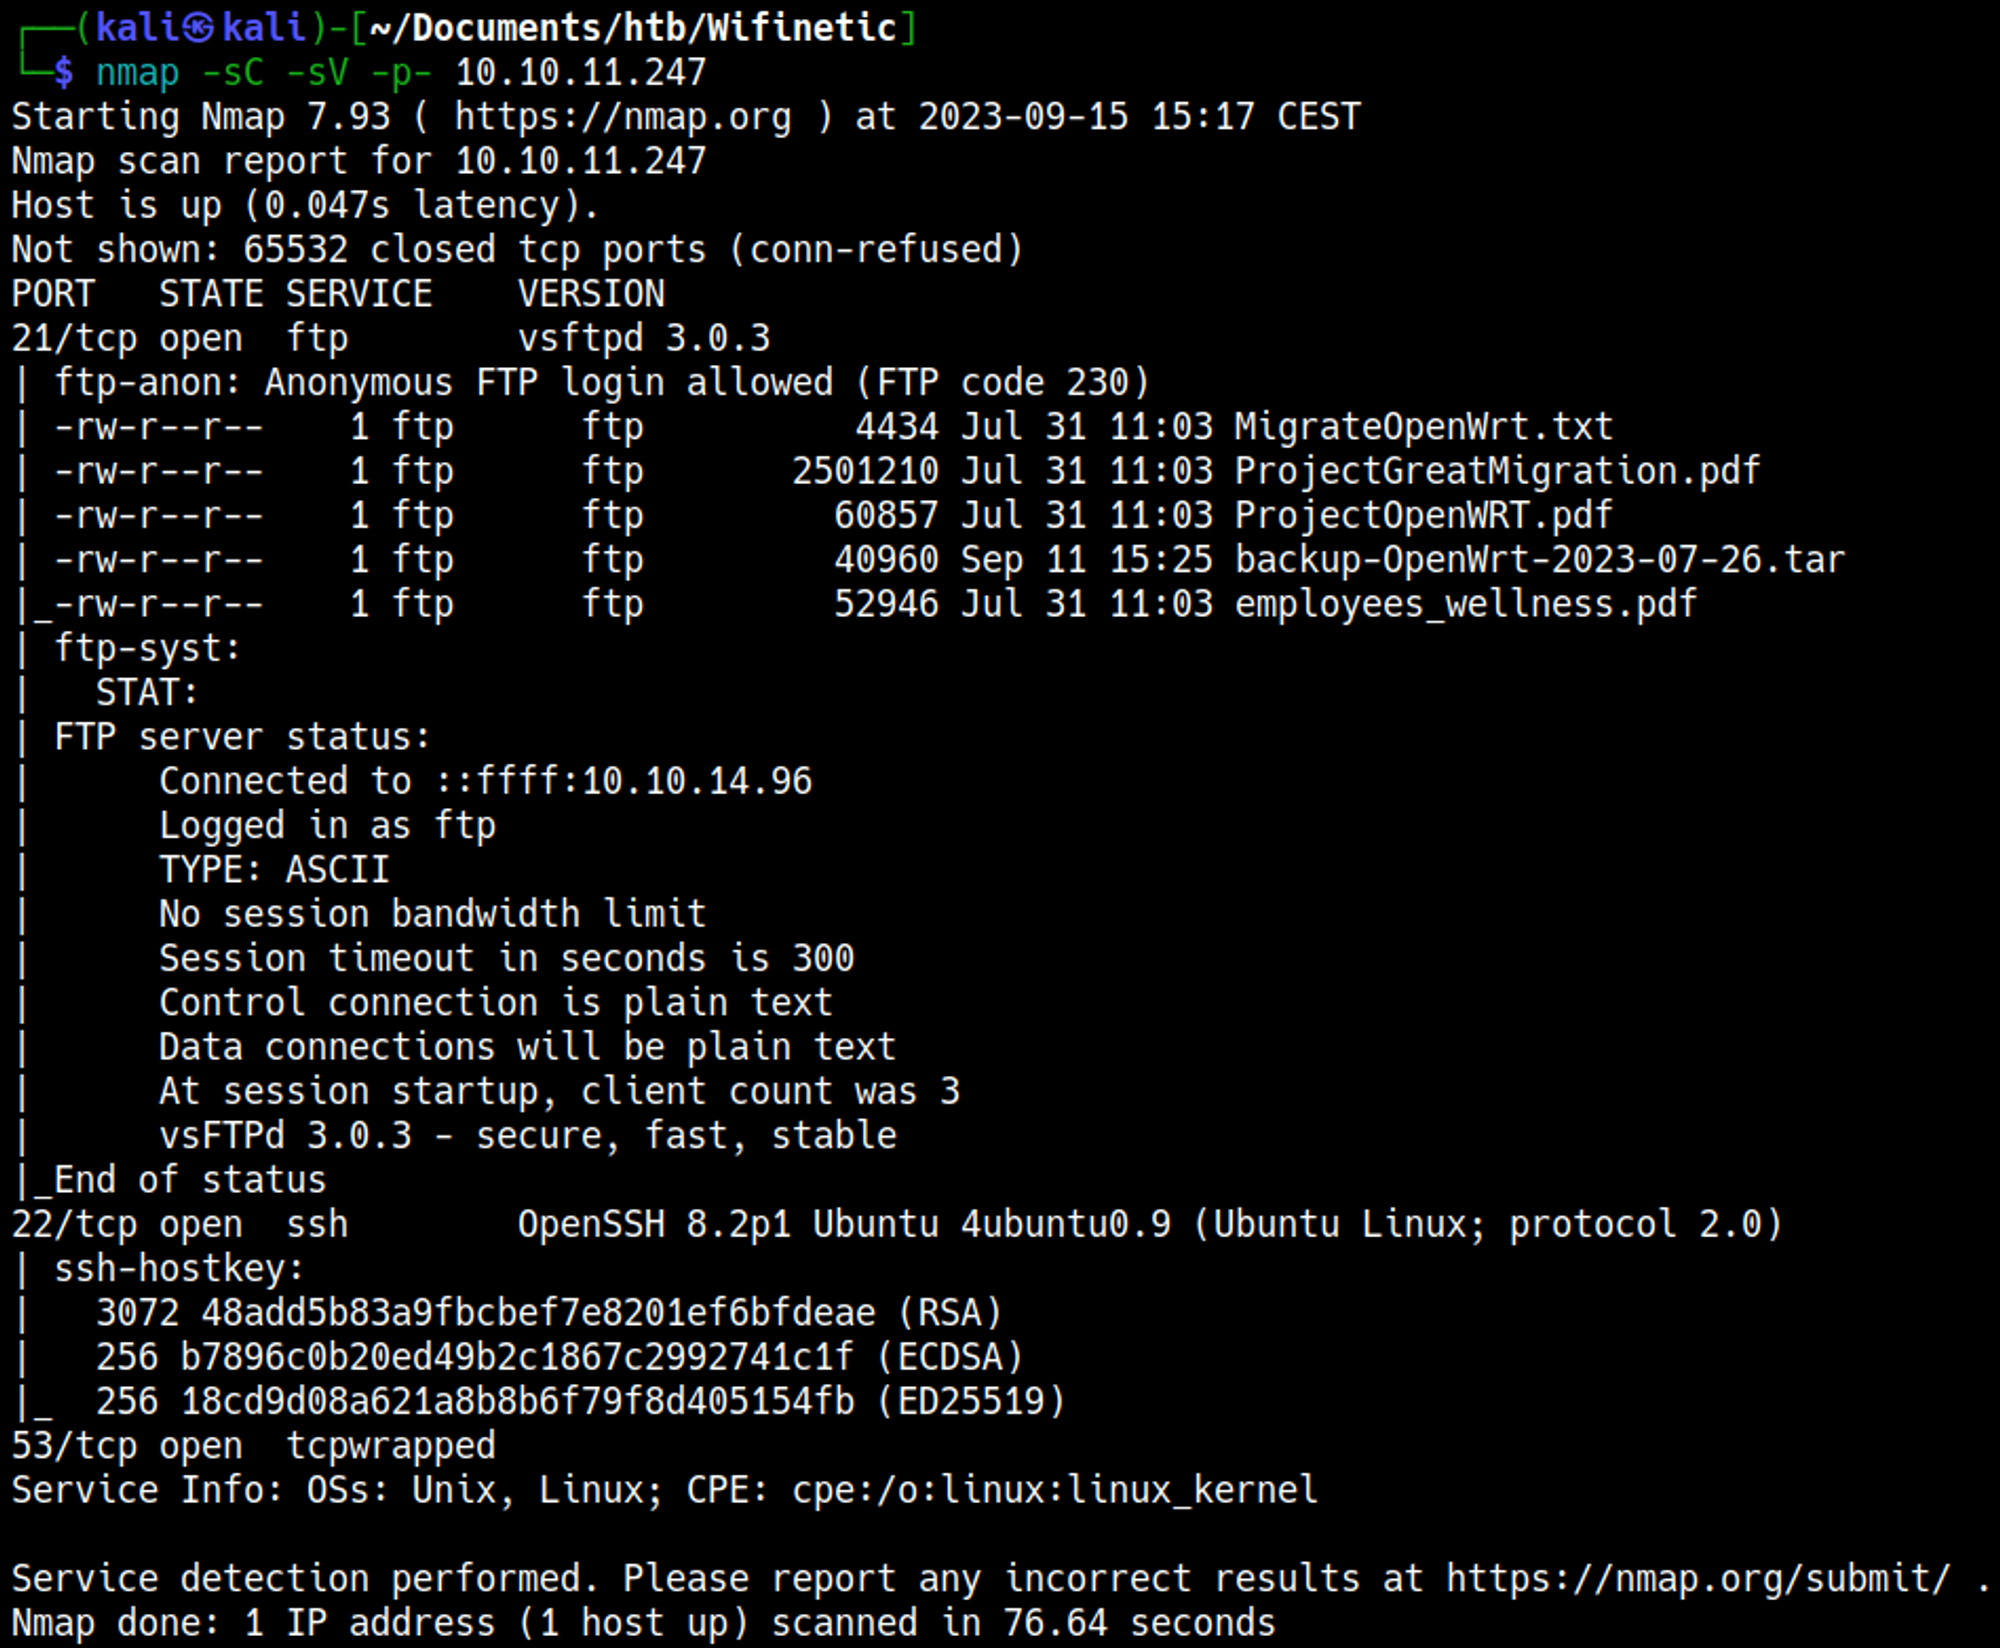 ┌──(kali㉿kali)-[~/Documents/htb/Wifinetic]
└─$ nmap -sC -sV -p- 10.10.11.247
Starting Nmap 7.93 ( https://nmap.org ) at 2023-09-15 15:17 CEST
Nmap scan report for 10.10.11.247
Host is up (0.047s latency).
Not shown: 65532 closed tcp ports (conn-refused)
PORT   STATE SERVICE    VERSION
21/tcp open  ftp        vsftpd 3.0.3
| ftp-anon: Anonymous FTP login allowed (FTP code 230)
| -rw-r--r--    1 ftp      ftp          4434 Jul 31 11:03 MigrateOpenWrt.txt
| -rw-r--r--    1 ftp      ftp       2501210 Jul 31 11:03 ProjectGreatMigration.pdf
| -rw-r--r--    1 ftp      ftp         60857 Jul 31 11:03 ProjectOpenWRT.pdf
| -rw-r--r--    1 ftp      ftp         40960 Sep 11 15:25 backup-OpenWrt-2023-07-26.tar
|_-rw-r--r--    1 ftp      ftp         52946 Jul 31 11:03 employees_wellness.pdf
| ftp-syst:
|   STAT:
| FTP server status:
|      Connected to ::ffff:10.10.14.96
|      Logged in as ftp
|      TYPE: ASCII
|      No session bandwidth limit
|      Session timeout in seconds is 300
|      Control connection is plain text
|      Data connections will be plain text
|      At session startup, client count was 3
|      vsFTPd 3.0.3 - secure, fast, stable
|_End of status
22/tcp open  ssh        OpenSSH 8.2p1 Ubuntu 4ubuntu0.9 (Ubuntu Linux; protocol 2.0)
| ssh-hostkey:
|   3072 48add5b83a9fbcbef7e8201ef6bfdeae (RSA)
|   256 b7896c0b20ed49b2c1867c2992741c1f (ECDSA)
|_  256 18cd9d08a621a8b8b6f79f8d405154fb (ED25519)
53/tcp open  tcpwrapped
Service Info: OSs: Unix, Linux; CPE: cpe:/o:linux:linux_kernel

Service detection performed. Please report any incorrect results at https://nmap.org/submit/ .
Nmap done: 1 IP address (1 host up) scanned in 76.64 seconds